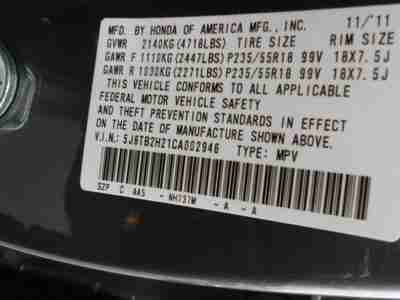 MFD. BY HONDA OF AMERICA MFG., INC. 11/11
GVWR 2140KG(4718LBS) TIRE SIZE RIM SIZE
GAWR F 1110KG(2447LBS) P235/55R18 99V 18X7.5J
GAWR R 1030KG(2271LBS) P235/55R18 99V 18X7.5J
THIS VEHICLE CONFORMS TO ALL APPLICABLE
FEDERAL MOTOR VEHICLE SAFETY
AND THEFT PREVENTION STANDARDS IN EFFECT
ON THE DATE OF MANUFACTURE SHOWN ABOVE.
V.I.N.: 5J8TB2H21CA002946 TYPE: MPV
SZP C AAS - NH737M - A - A